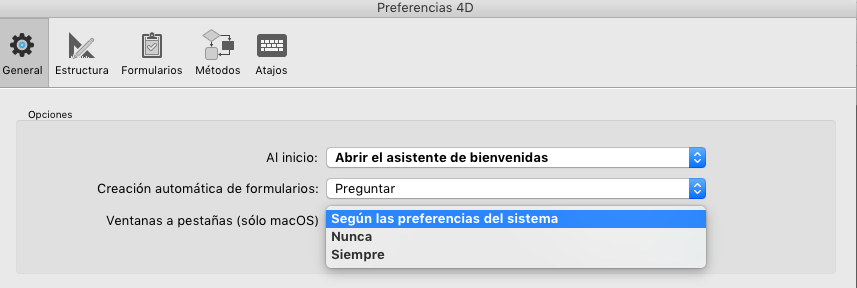 Preferencias 4D
General
Estructura
Formularios
Métodos
Atajos
Opciones
Al inicio:
Abrir el asistente de bienvenidas
Creación automática de formularios:
Preguntar
Ventanas a pestañas (sólo macOS)
Según las preferencias del sistema
Nunca
Siempre